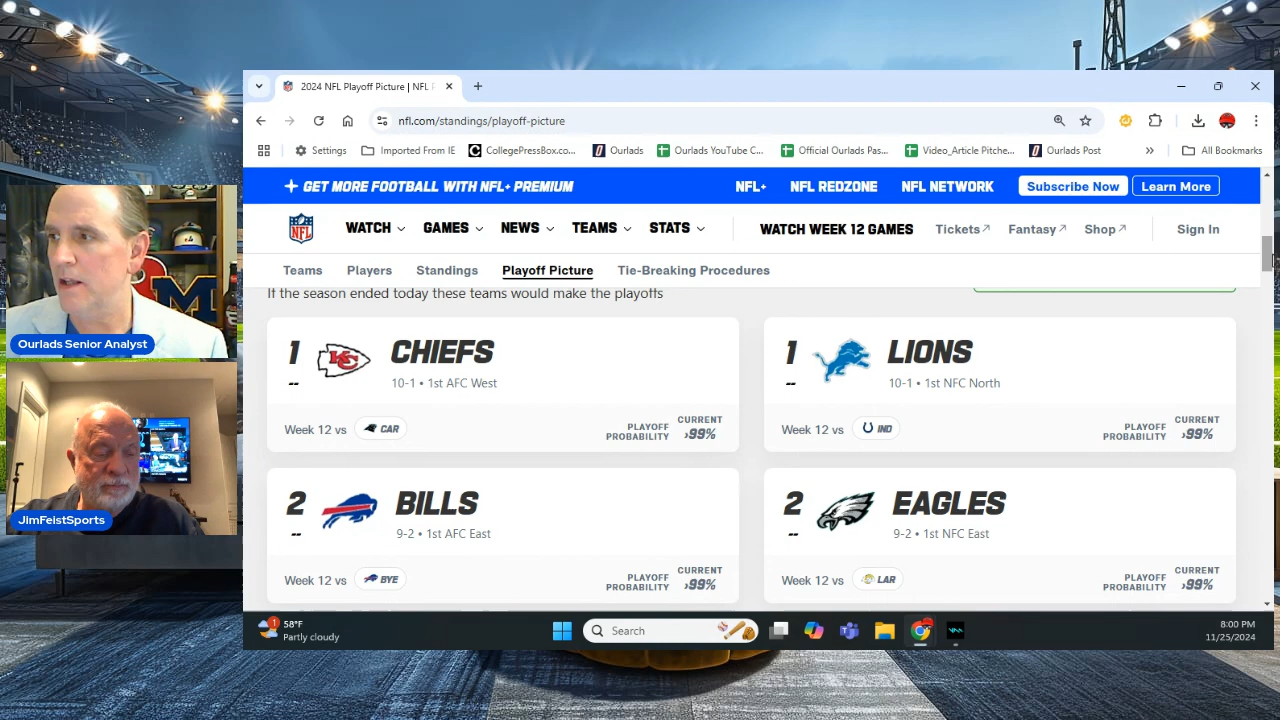 2024 NFL Playoff Picture | NFL
nfl.com/standings/playoff-picture
Settings
Imported From IE
CollegePressBox.co...
Ourlads
Ourlads YouTube C...
Official Ourlads Pas...
Video_Article Pitche...
Ourlads Post
»
All Bookmarks
GET MORE FOOTBALL WITH NFL+ PREMIUM
NFL+
NFL REDZONE
NFL NETWORK
Subscribe Now
Learn More
NFL
WATCH
GAMES
NEWS
TEAMS
STATS
WATCH WEEK 12 GAMES
Tickets
Fantasy
Shop
Sign In
Teams
Players
Standings
Playoff Picture
Tie-Breaking Procedures
If the season ended today these teams would make the playoffs
1
--
KC
CHIEFS
10-1 • 1st AFC West
Week 12 vs
CAR
PLAYOFF
PROBABILITY
CURRENT
>99%
1
--
LIONS
10-1 • 1st NFC North
Week 12 vs
IND
PLAYOFF
PROBABILITY
CURRENT
>99%
2
--
BILLS
9-2 • 1st AFC East
Week 12 vs
BYE
PLAYOFF
PROBABILITY
CURRENT
>99%
2
--
EAGLES
9-2 • 1st NFC East
Week 12 vs
LAR
PLAYOFF
PROBABILITY
CURRENT
>99%
M
Ourlads Senior Analyst
JimFeistSports
1
58°F
Partly cloudy
Search
8:00 PM
11/25/2024